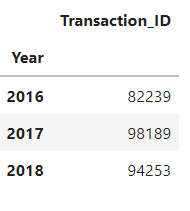 Transaction_ID
Year
2016 82239
2017 98189
2018 94253